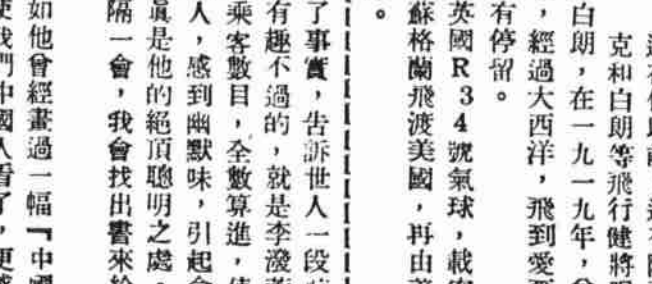 克和白朗等飛行健將
白朗，在一九一九年，
，經過大西洋，飛到愛
有停留。
英國R34號氣球，載
蘇格蘭飛渡美國，再由
。
了事實，告訴世人一段
有趣不過的，就是李潑
乘客數目，全數算進，
人，感到幽默味，引起
眞是他的絕頂聰明之處。
隔一會，我會找出書來
如他曾經畫過一幅『中國
我們中國人看了，更